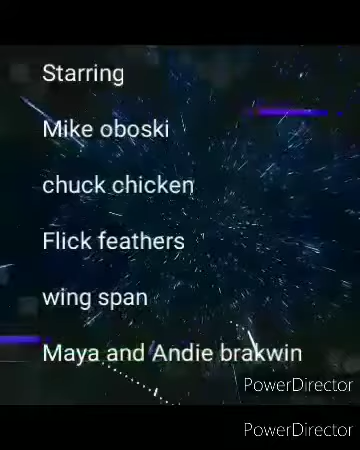 Starring
Mike oboski
chuck chicken
Flick feathers
wing span
Maya and Andie brakwin
PowerDirector
PowerDirector